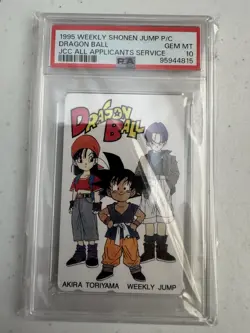 1995 WEEKLY SHONEN JUMP P/C
DRAGON BALL GEM MT
JCC ALL APPLICANTS SERVICE 10
PSA 95944815
DRAGON
BALL
AKIRA TORIYAMA WEEKLY JUMP